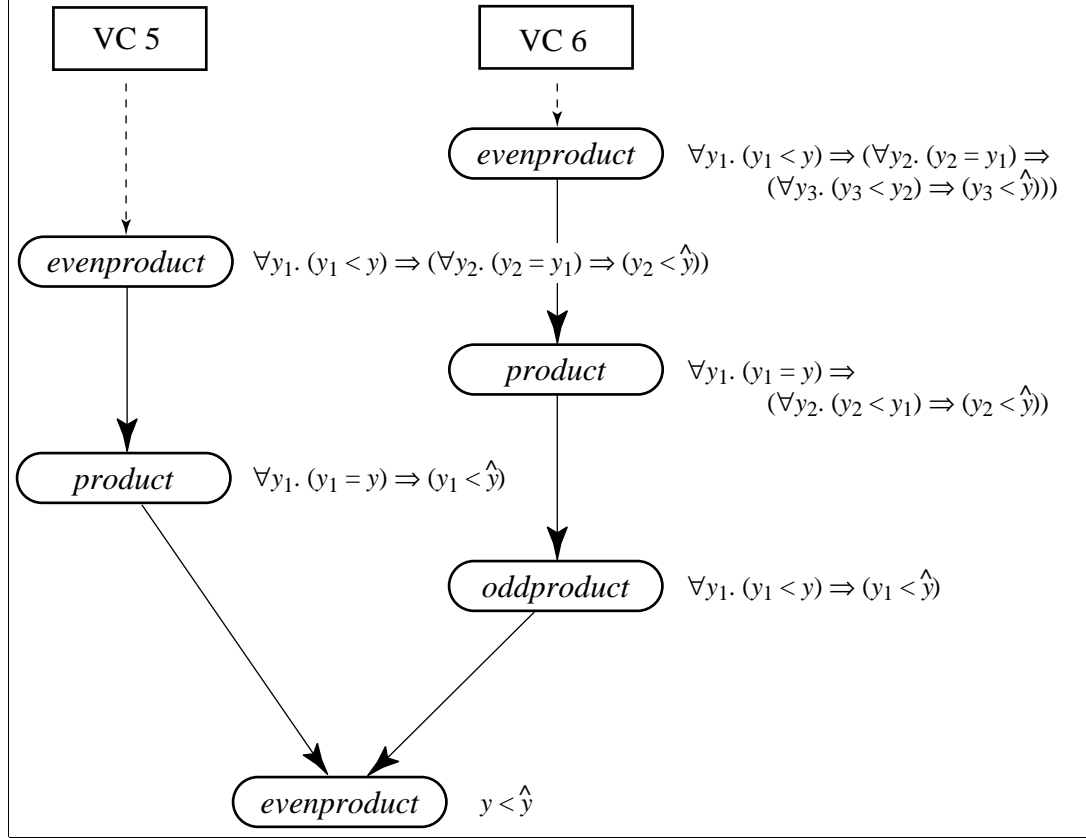 VC 5
VC 6
evenproduct
∀y₁. (y₁ < y) ⇒ (∀y₂. (y₂ = y₁) ⇒
(∀y₃. (y₃ < y₂) ⇒ (y₃ < ŷ)))
evenproduct
∀y₁. (y₁ < y) ⇒ (∀y₂. (y₂ = y₁) ⇒ (y₂ < ŷ))
product
∀y₁. (y₁ = y) ⇒
(∀y₂. (y₂ < y₁) ⇒ (y₂ < ŷ))
product
∀y₁. (y₁ = y) ⇒ (y₁ < ŷ)
oddproduct
∀y₁. (y₁ < y) ⇒ (y₁ < ŷ)
evenproduct
y < ŷ